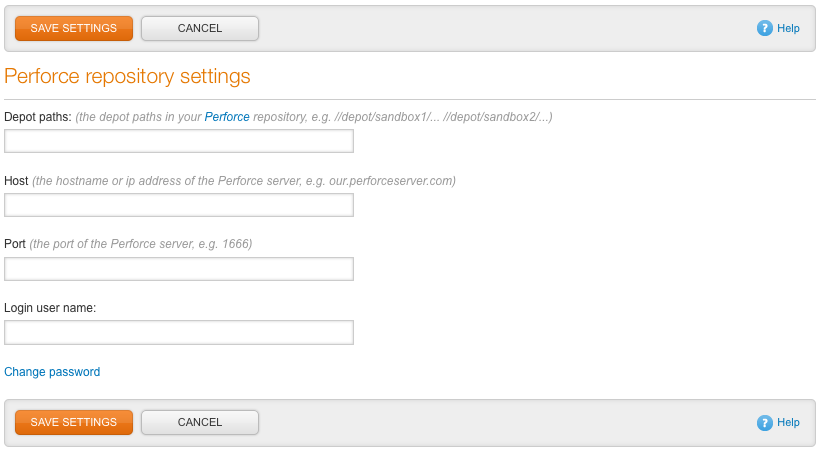 SAVE SETTINGS CANCEL ? Help
Perforce repository settings
Depot paths: (the depot paths in your Perforce repository, e.g. //depot/sandbox1/... //depot/sandbox2/...)
Host (the hostname or ip address of the Perforce server, e.g. our.perforceserver.com)
Port (the port of the Perforce server, e.g. 1666)
Login user name:
Change password
SAVE SETTINGS CANCEL ? Help